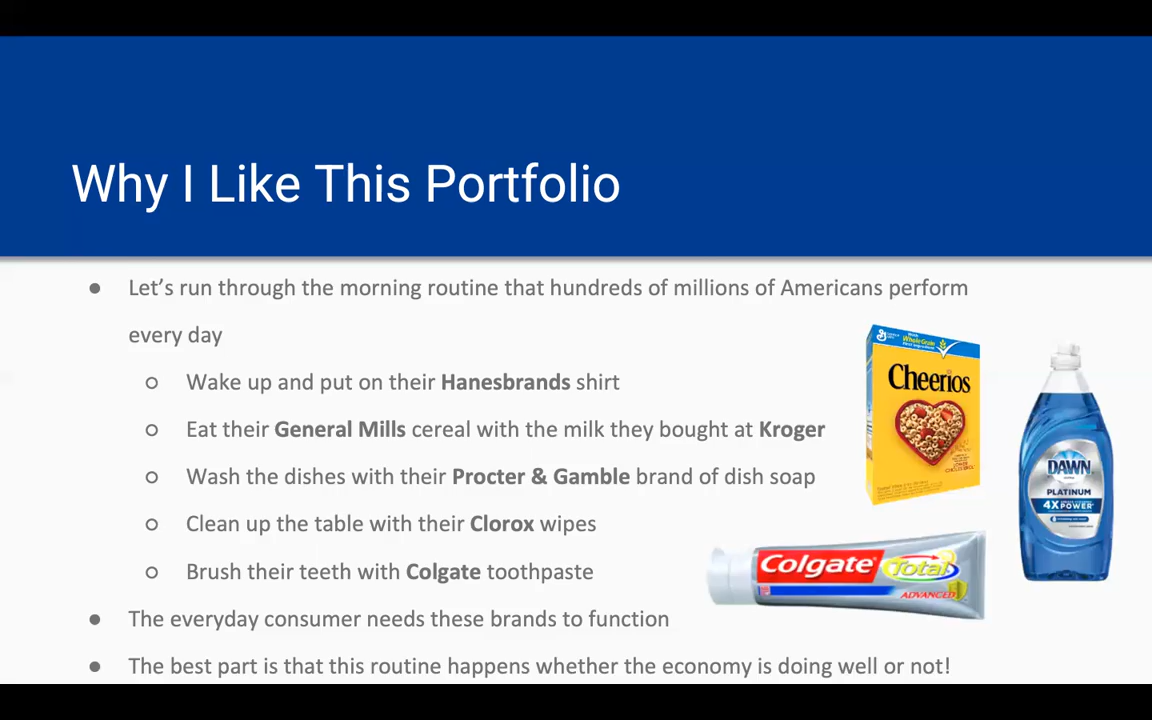 Why I Like This Portfolio
● Let's run through the morning routine that hundreds of millions of Americans perform
every day
○ Wake up and put on their Hanesbrands shirt
○ Eat their General Mills cereal with the milk they bought at Kroger
○ Wash the dishes with their Procter & Gamble brand of dish soap
○ Clean up the table with their Clorox wipes
○ Brush their teeth with Colgate toothpaste
● The everyday consumer needs these brands to function
● The best part is that this routine happens whether the economy is doing well or not!
Whole Grain
First Ingredient
Cheerios
DAWN
PLATINUM
4X
POWER
Colgate Total
ADVANCED